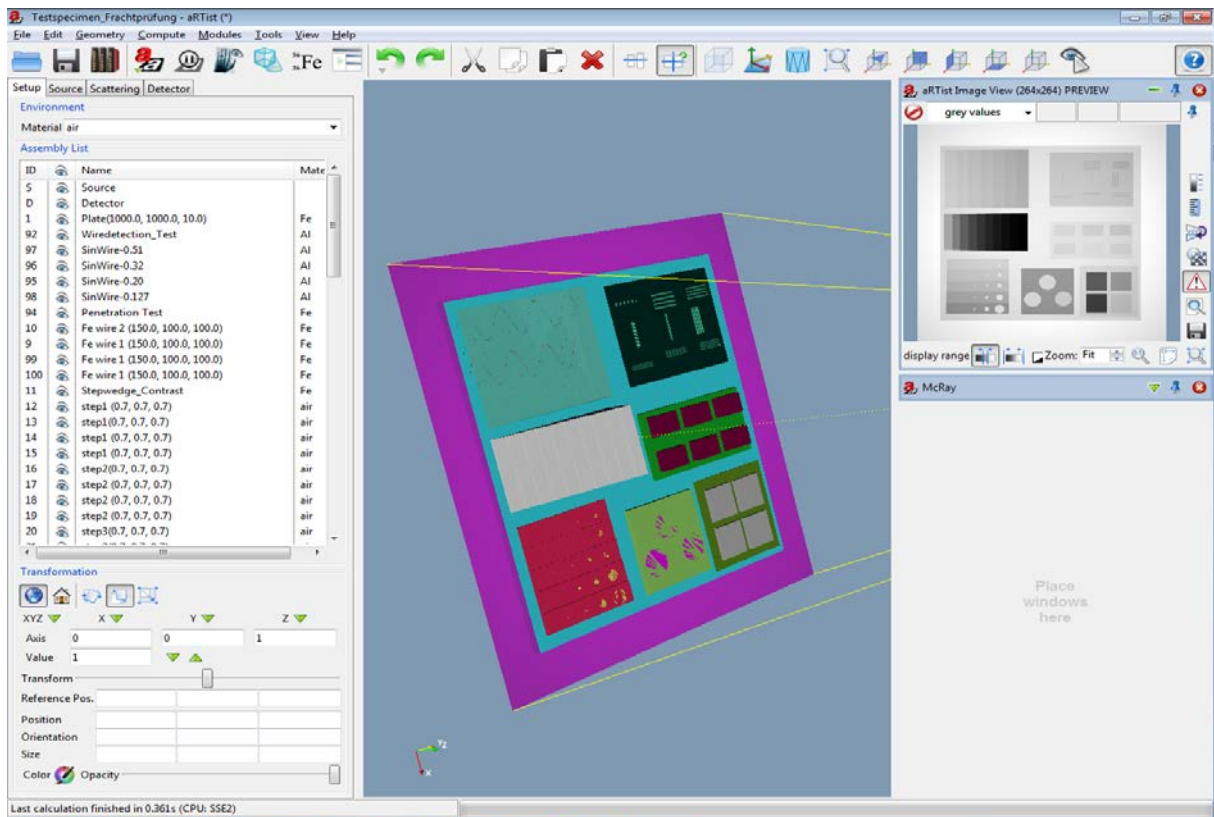 Testspecimen_Frachtprüfung - aRTist (*)
File Edit Geometry Compute Modules Tools View Help
Fe
Setup Source Scattering Detector
Environment
Material air
Assembly List
ID Name Mate
S Source
D Detector
1 Plate(1000.0, 1000.0, 10.0) Fe
92 Wiredetection_Test Al
97 SinWire-0.51 Al
96 SinWire-0.32 Al
95 SinWire-0.20 Al
98 SinWire-0.127 Al
94 Penetration Test Fe
10 Fe wire 2 (150.0, 100.0, 100.0) Fe
9 Fe wire 1 (150.0, 100.0, 100.0) Fe
99 Fe wire 1 (150.0, 100.0, 100.0) Fe
100 Fe wire 1 (150.0, 100.0, 100.0) Fe
11 Stepwedge_Contrast Fe
12 step1 (0.7, 0.7, 0.7) air
13 step1(0.7, 0.7, 0.7) air
14 step1 (0.7, 0.7, 0.7) air
15 step1 (0.7, 0.7, 0.7) air
16 step2(0.7, 0.7, 0.7) air
17 step2 (0.7, 0.7, 0.7) air
18 step2 (0.7, 0.7, 0.7) air
19 step2 (0.7, 0.7, 0.7) air
20 step3(0.7, 0.7, 0.7) air
Transformation
XYZ X Y Z
Axis 0 0 1
Value 1
Transform
Reference Pos.
Position
Orientation
Size
Color Opacity
Last calculation finished in 0.361s (CPU: SSE2)
YZ
X
aRTist Image View (264x264) PREVIEW
grey values
display range Zoom: Fit
McRay
Place
windows
here